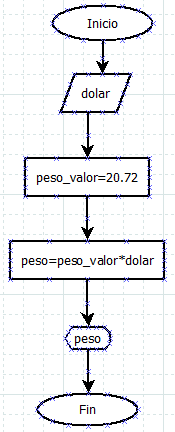 Inicio
dolar
peso_valor=20.72
peso=peso_valor*dolar
peso
Fin